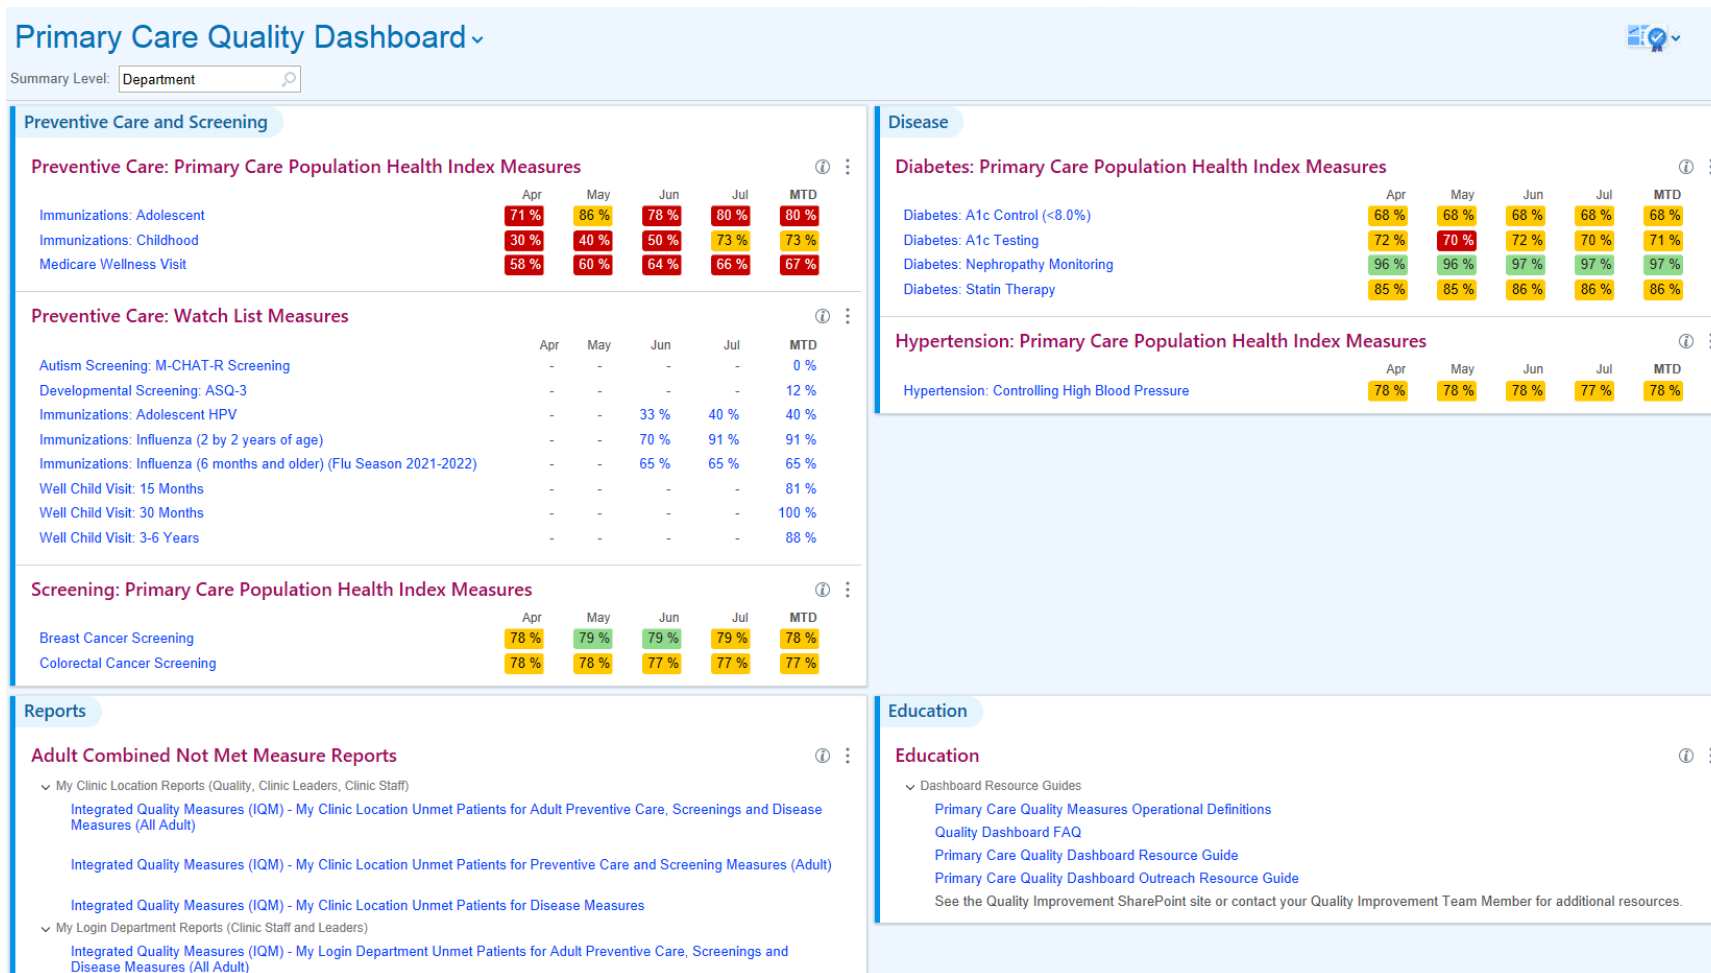 Primary Care Quality Dashboard
Summary Level: Department
Preventive Care and Screening
Preventive Care: Primary Care Population Health Index Measures
Apr May Jun Jul MTD
Immunizations: Adolescent 71 % 86 % 78 % 80 % 80 %
Immunizations: Childhood 30 % 40 % 50 % 73 % 73 %
Medicare Wellness Visit 58 % 60 % 64 % 66 % 67 %
Preventive Care: Watch List Measures
Apr May Jun Jul MTD
Autism Screening: M-CHAT-R Screening - - - - 0 %
Developmental Screening: ASQ-3 - - - - 12 %
Immunizations: Adolescent HPV - - 33 % 40 % 40 %
Immunizations: Influenza (2 by 2 years of age) - - 70 % 91 % 91 %
Immunizations: Influenza (6 months and older) (Flu Season 2021-2022) - - 65 % 65 % 65 %
Well Child Visit: 15 Months - - - - 81 %
Well Child Visit: 30 Months - - - - 100 %
Well Child Visit: 3-6 Years - - - - 88 %
Screening: Primary Care Population Health Index Measures
Apr May Jun Jul MTD
Breast Cancer Screening 78 % 79 % 79 % 79 % 78 %
Colorectal Cancer Screening 78 % 78 % 77 % 77 % 77 %
Disease
Diabetes: Primary Care Population Health Index Measures
Apr May Jun Jul MTD
Diabetes: A1c Control (<8.0%) 68 % 68 % 68 % 68 % 68 %
Diabetes: A1c Testing 72 % 70 % 72 % 70 % 71 %
Diabetes: Nephropathy Monitoring 96 % 96 % 97 % 97 % 97 %
Diabetes: Statin Therapy 85 % 85 % 86 % 86 % 86 %
Hypertension: Primary Care Population Health Index Measures
Apr May Jun Jul MTD
Hypertension: Controlling High Blood Pressure 78 % 78 % 78 % 77 % 78 %
Reports
Adult Combined Not Met Measure Reports
My Clinic Location Reports (Quality, Clinic Leaders, Clinic Staff)
Integrated Quality Measures (IQM) - My Clinic Location Unmet Patients for Adult Preventive Care, Screenings and Disease
Measures (All Adult)
Integrated Quality Measures (IQM) - My Clinic Location Unmet Patients for Preventive Care and Screening Measures (Adult)
Integrated Quality Measures (IQM) - My Clinic Location Unmet Patients for Disease Measures
My Login Department Reports (Clinic Staff and Leaders)
Integrated Quality Measures (IQM) - My Login Department Unmet Patients for Adult Preventive Care, Screenings and
Disease Measures (All Adult)
Education
Education
Dashboard Resource Guides
Primary Care Quality Measures Operational Definitions
Quality Dashboard FAQ
Primary Care Quality Dashboard Resource Guide
Primary Care Quality Dashboard Outreach Resource Guide
See the Quality Improvement SharePoint site or contact your Quality Improvement Team Member for additional resources.